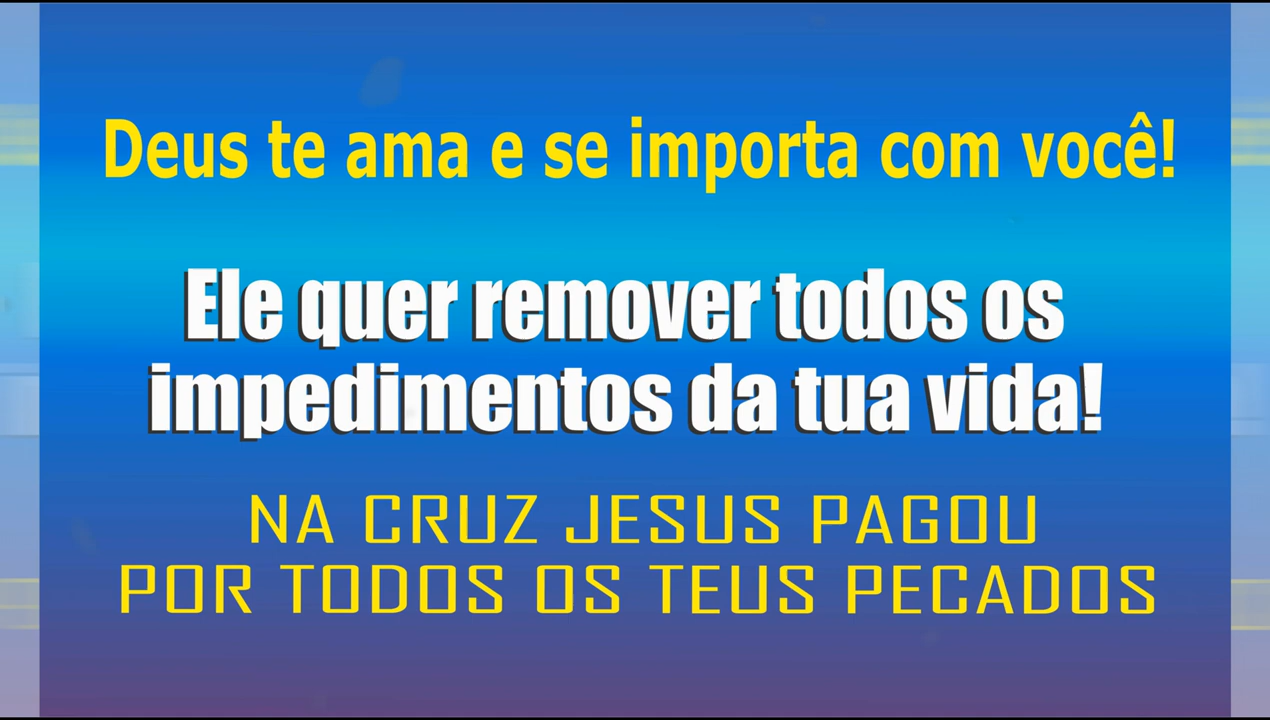 Deus te ama e se importa com você!
Ele quer remover todos os
impedimentos da tua vida!
NA CRUZ JESUS PAGOU
POR TODOS OS TEUS PECADOS